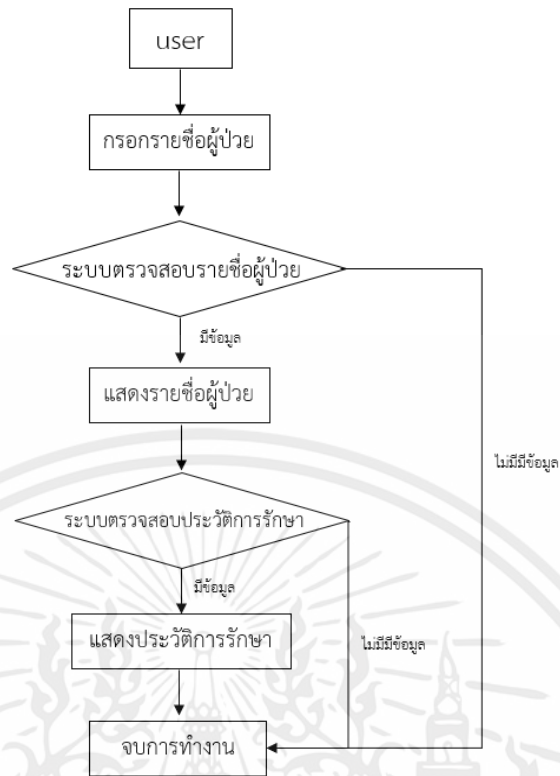 user
กรอกรายชื่อผู้ป่วย
ระบบตรวจสอบรายชื่อผู้ป่วย
มีข้อมูล
แสดงรายชื่อผู้ป่วย
ไม่มีมีข้อมูล
ระบบตรวจสอบประวัติการรักษา
มีข้อมูล
แสดงประวัติการรักษา
ไม่มีมีข้อมูล
จบการทำงาน